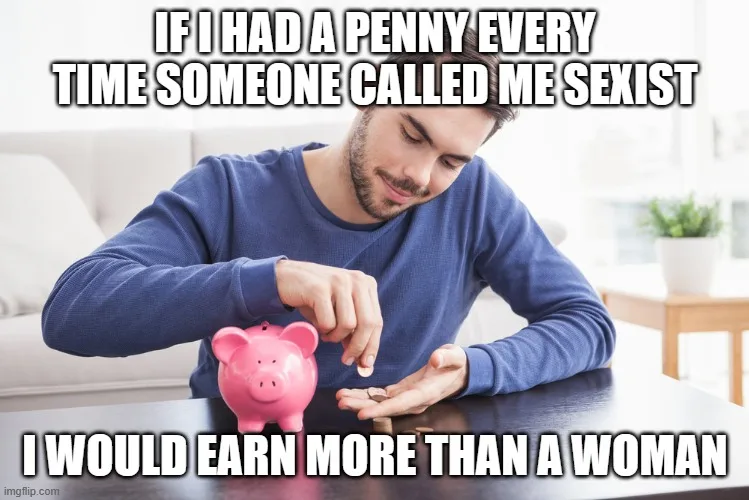 IF I HAD A PENNY EVERY
TIME SOMEONE CALLED ME SEXIST
I WOULD EARN MORE THAN A WOMAN
imgflip.com